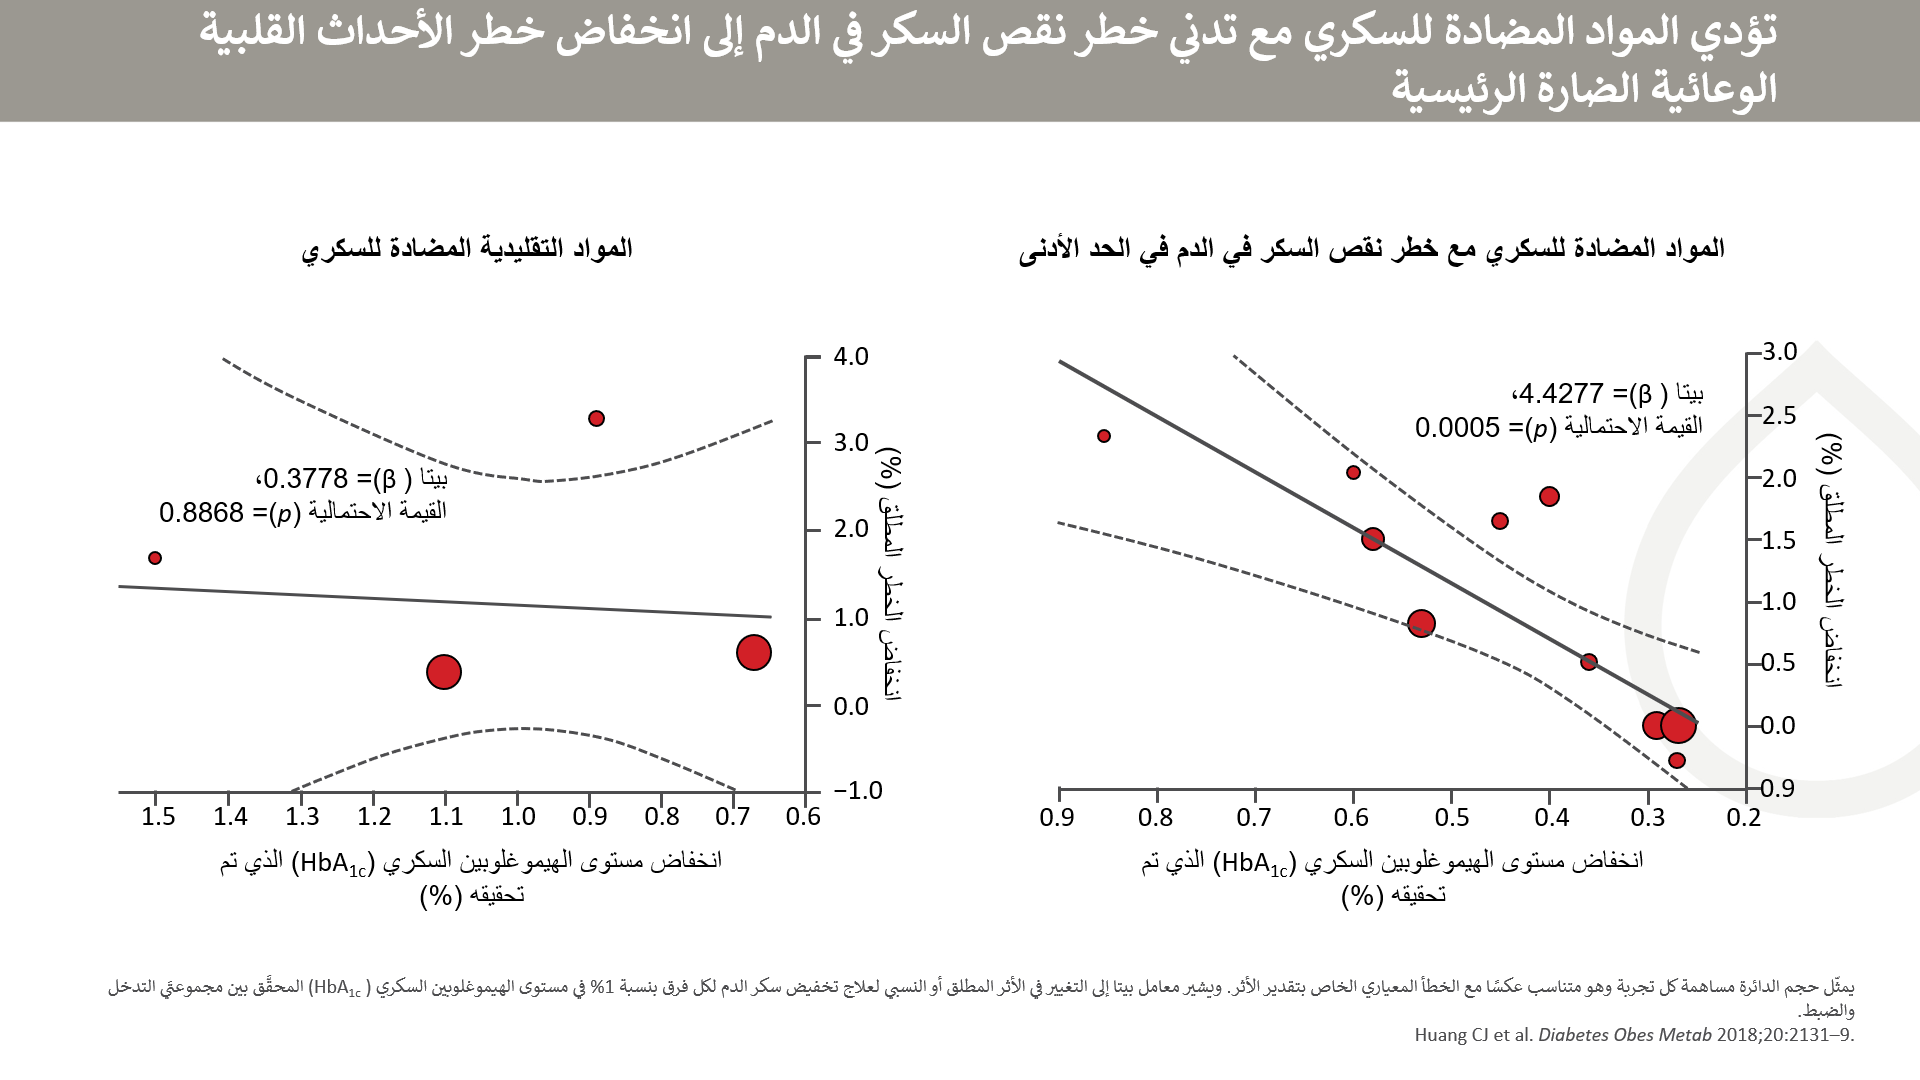 تؤدي المواد المضادة للسكري مع تدني خطر نقص السكر في الدم إلى انخفاض خطر الأحداث القلبية
الوعائية الضارة الرئيسية
المواد المضادة للسكري مع خطر نقص السكر في الدم في الحد الأدنى
بيتا ( β)= 4.4277،
القيمة الاحتمالية (p)= 0.0005
انخفاض الخطر المطلق (%)
3.0
2.5
2.0
1.5
1.0
0.5
0.0
0.9
0.9 0.8 0.7 0.6 0.5 0.4 0.3 0.2
انخفاض مستوى الهيموغلوبين السكري (HbA1c) الذي تم
تحقيقه (%)
المواد التقليدية المضادة للسكري
بيتا ( β)= 0.3778،
القيمة الاحتمالية (p)= 0.8868
انخفاض الخطر المطلق (%)
4.0
3.0
2.0
1.0
0.0
−1.0
1.5 1.4 1.3 1.2 1.1 1.0 0.9 0.8 0.7 0.6
انخفاض مستوى الهيموغلوبين السكري (HbA1c) الذي تم
تحقيقه (%)
يمثّل حجم الدائرة مساهمة كل تجربة وهو متناسب عكسًا مع الخطأ المعياري الخاص بتقدير الأثر. ويشير معامل بيتا إلى التغيير في الأثر المطلق أو النسبي لعلاج تخفيض سكر الدم لكل فرق بنسبة 1% في مستوى الهيموغلوبين السكري ( HbA1c) المحقَّق بين مجموعتي التدخل
والضبط.
Huang CJ et al. Diabetes Obes Metab 2018;20:2131–9.